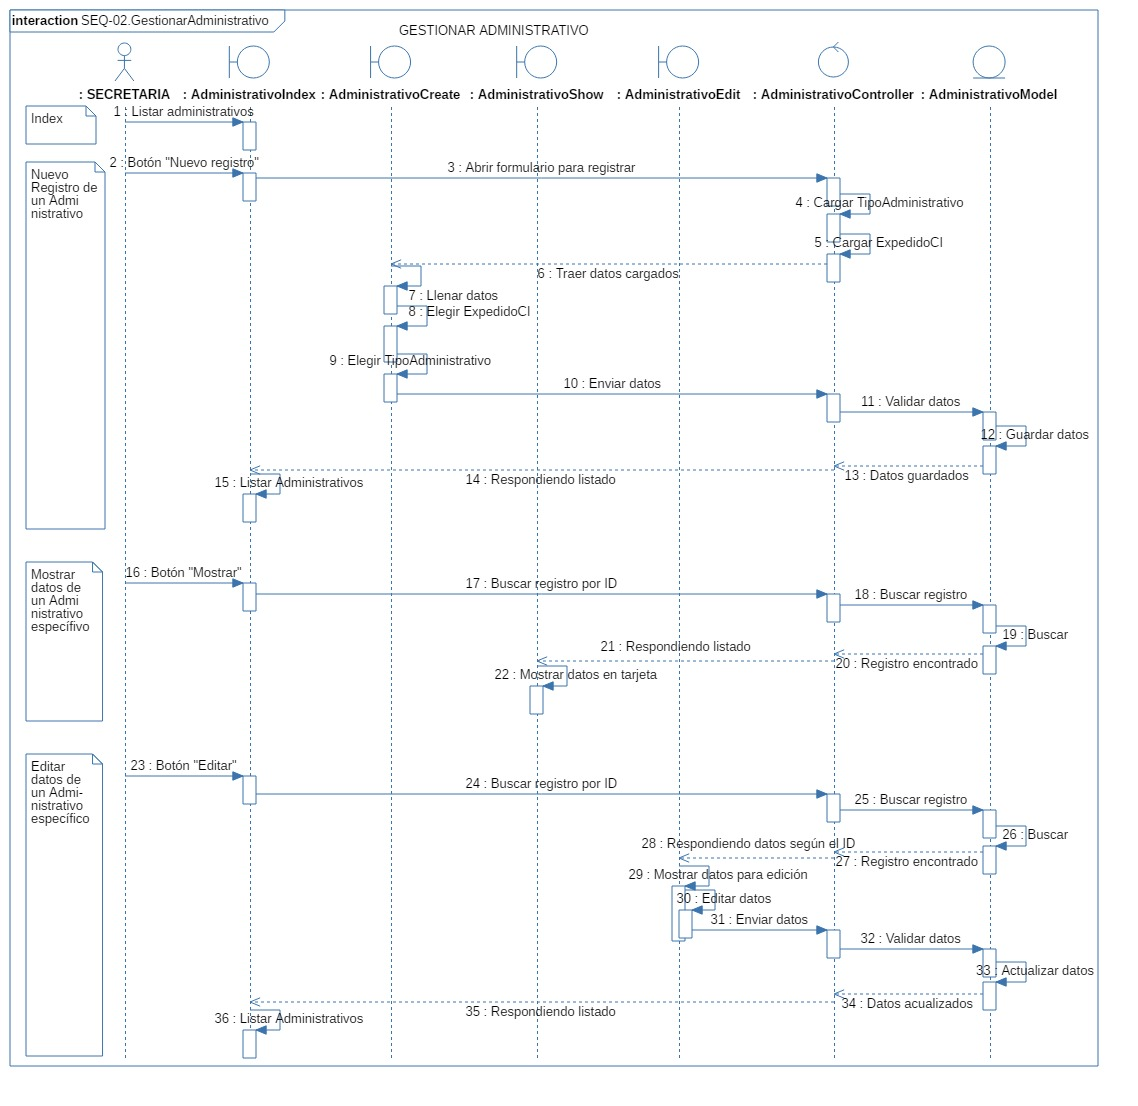 interaction SEQ-02.GestionarAdministrativo
GESTIONAR ADMINISTRATIVO
: SECRETARIA
: AdministrativoIndex
: AdministrativoCreate
: AdministrativoShow
: AdministrativoEdit
: AdministrativoController
: AdministrativoModel
Index
1 : Listar administrativos
Nuevo
Registro de
un Admi
nistrativo
2 : Botón "Nuevo registro"
3 : Abrir formulario para registrar
4 : Cargar TipoAdministrativo
5 : Cargar ExpedidoCI
6 : Traer datos cargados
7 : Llenar datos
8 : Elegir ExpedidoCI
9 : Elegir TipoAdministrativo
10 : Enviar datos
11 : Validar datos
12 : Guardar datos
13 : Datos guardados
14 : Respondiendo listado
15 : Listar Administrativos
Mostrar
datos de
un Admi
nistrativo
específivo
16 : Botón "Mostrar"
17 : Buscar registro por ID
18 : Buscar registro
19 : Buscar
20 : Registro encontrado
21 : Respondiendo listado
22 : Mostrar datos en tarjeta
Editar
datos de
un Admi-
nistrativo
específico
23 : Botón "Editar"
24 : Buscar registro por ID
25 : Buscar registro
26 : Buscar
27 : Registro encontrado
28 : Respondiendo datos según el ID
29 : Mostrar datos para edición
30 : Editar datos
31 : Enviar datos
32 : Validar datos
33 : Actualizar datos
34 : Datos acualizados
35 : Respondiendo listado
36 : Listar Administrativos